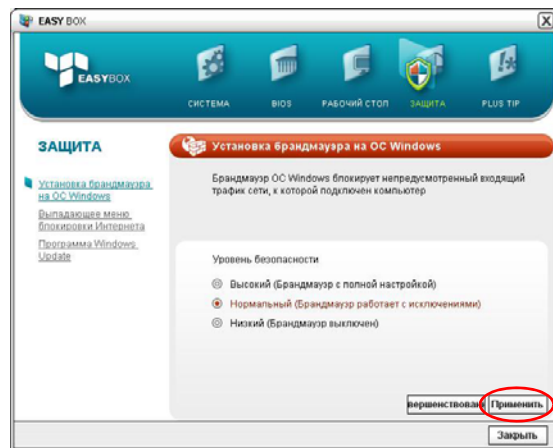 EASY BOX
EASYBOX
СИСТЕМА
BIOS
РАБОЧИЙ СТОЛ
ЗАЩИТА
PLUS TIP
ЗАЩИТА
Установка брандмауэра
на ОС Windows
Выпадающее меню
блокировки Интернета
Программа Windows
Update
Установка брандмауэра на ОС Windows
Брандмауэр ОС Windows блокирует непредусмотренный входящий
трафик сети, к которой подключен компьютер
Уровень безопасности
Высокий (Брандмауэр с полной настройкой)
Нормальный (Брандмауэр работает с исключениями)
Низкий (Брандмауэр выключен)
вершенствован
Применить
Закрыть